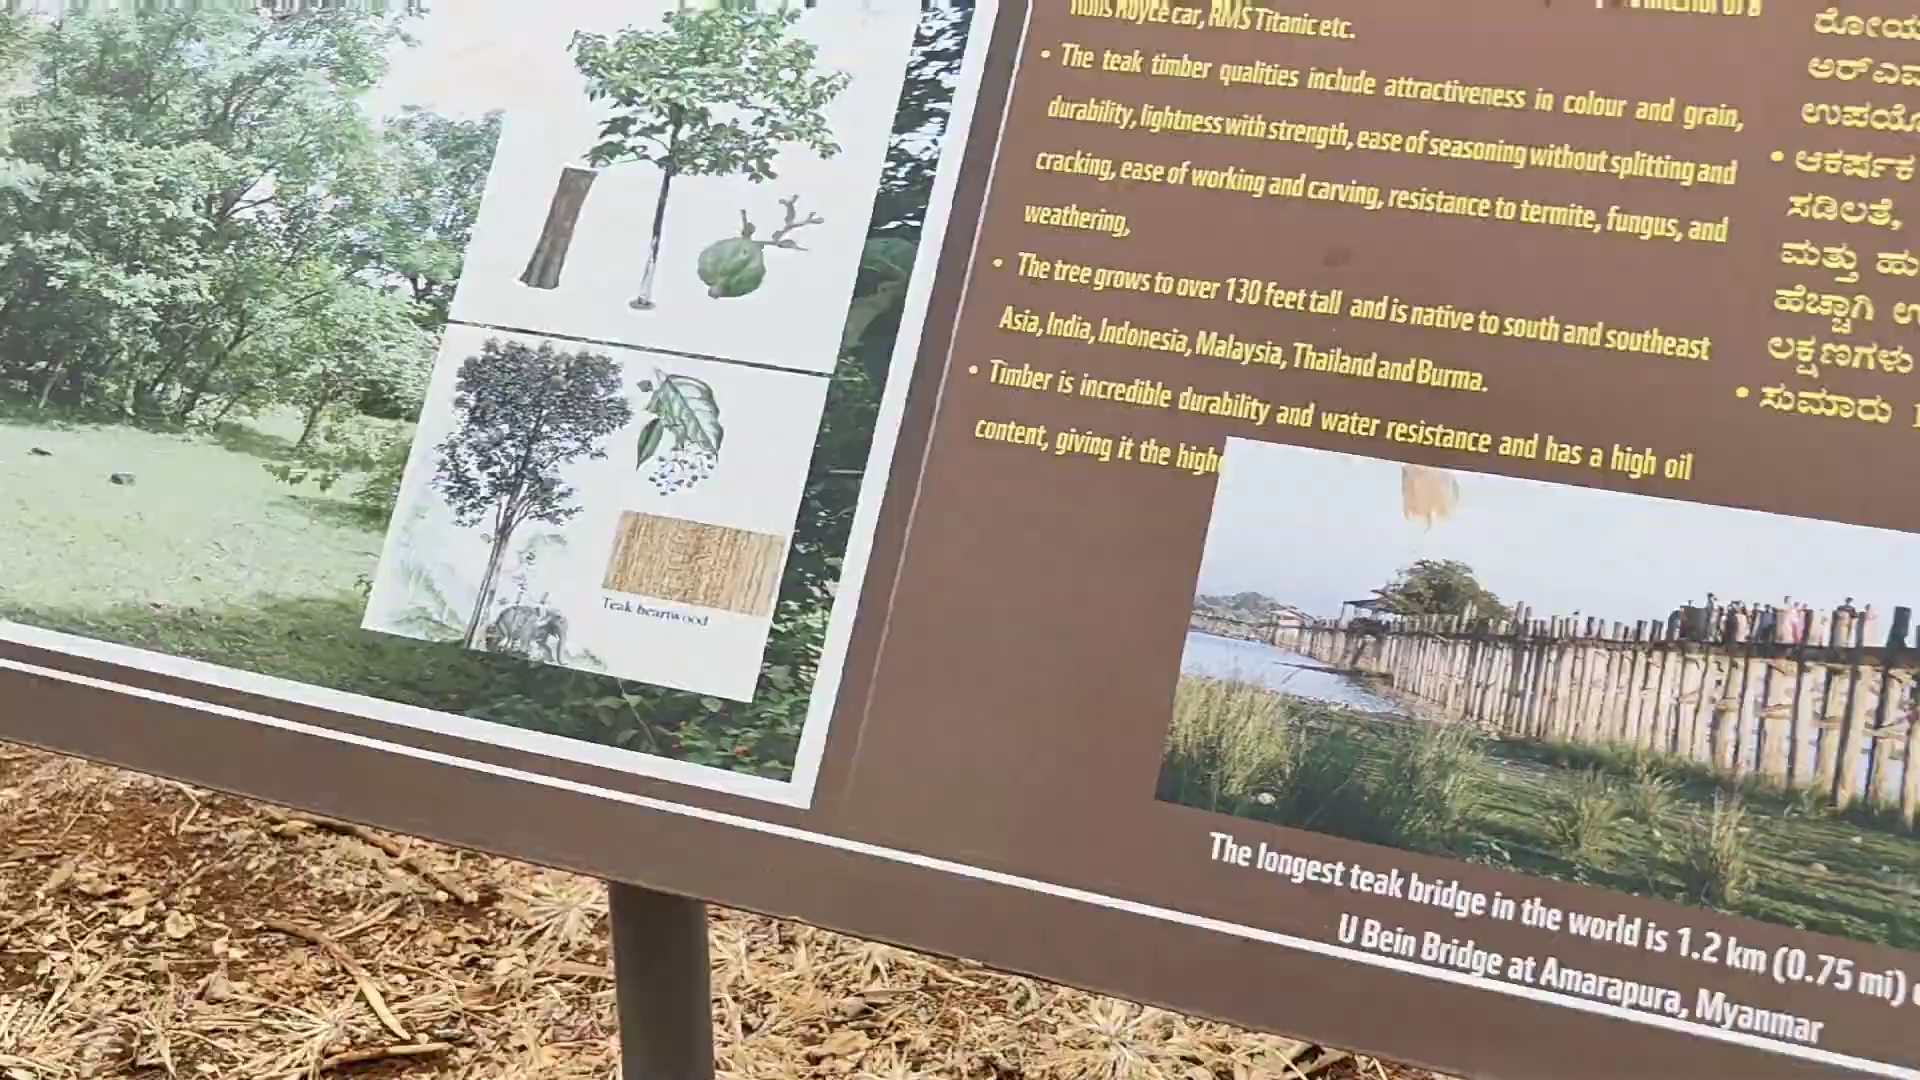 Rolls Royce car, RMS Titanic etc.
• The teak timber qualities include attractiveness in colour and grain,
durability, lightness with strength, ease of seasoning without splitting and
cracking, ease of working and carving, resistance to termite, fungus, and
weathering,
• The tree grows to over 130 feet tall and is native to south and southeast
Asia, India, Indonesia, Malaysia, Thailand and Burma.
• Timber is incredible durability and water resistance and has a high oil
content, giving it the high
Teak heartwood
The longest teak bridge in the world is 1.2 km (0.75 mi)
U Bein Bridge at Amarapura, Myanmar
• ಆಕರ್ಷಕ
ಸಡಿಲತೆ,
ಮತ್ತು ಹು
ಹೆಚ್ಚಾಗಿ
ಲಕ್ಷಣಗಳು
• ಸುಮಾರು 1